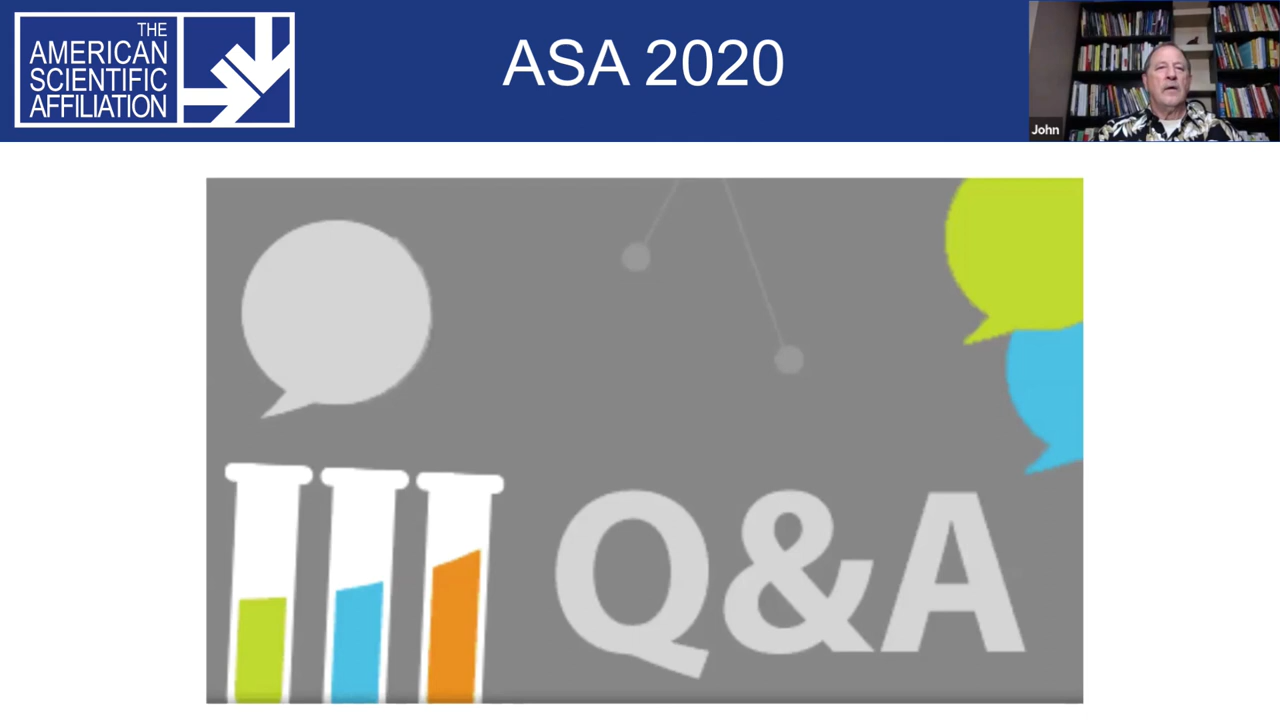 THE
AMERICAN
SCIENTIFIC
AFFILIATION
ASA 2020
John
Q&A